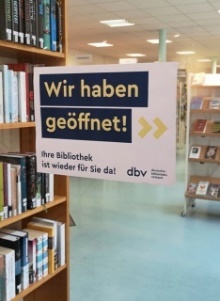 Wir haben
geöffnet!
Ihre Bibliothek
ist wieder für Sie da!
dbv